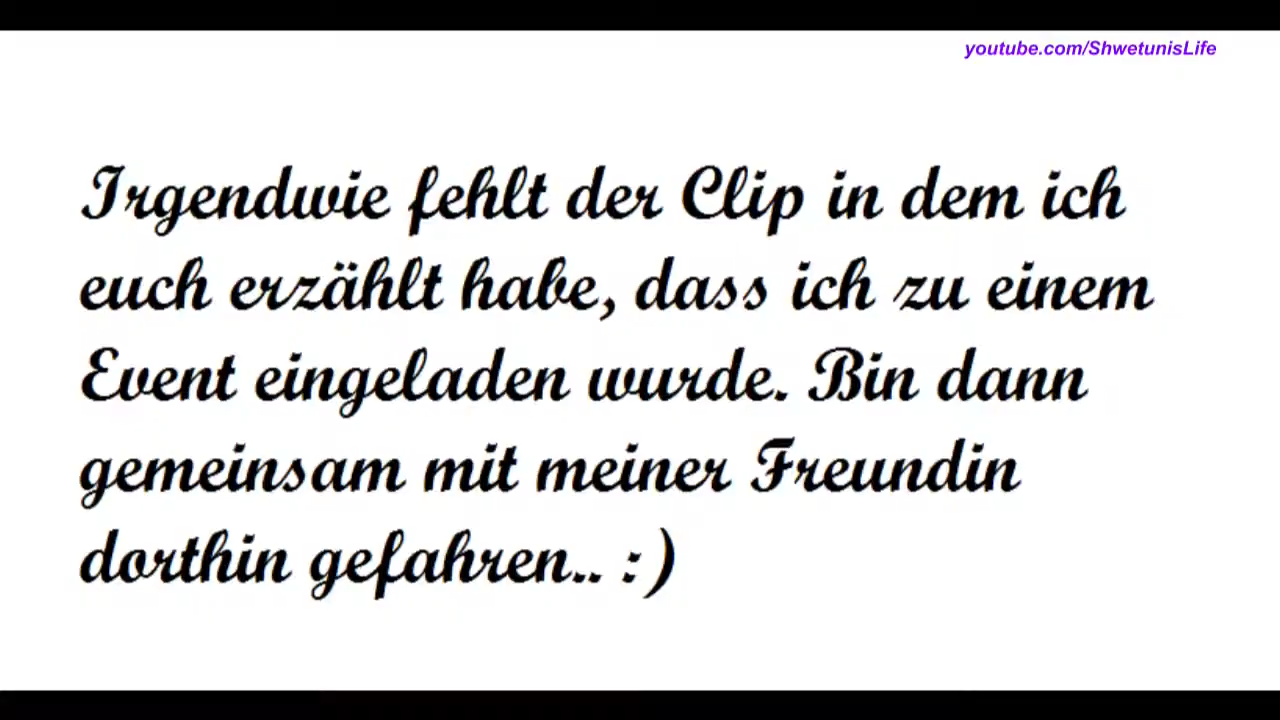 youtube.com/ShwetunisLife
Irgendwie fehlt der Clip in dem ich
euch erzählt habe, dass ich zu einem
Event eingeladen wurde. Bin dann
gemeinsam mit meiner Freundin
dorthin gefahren.. :)